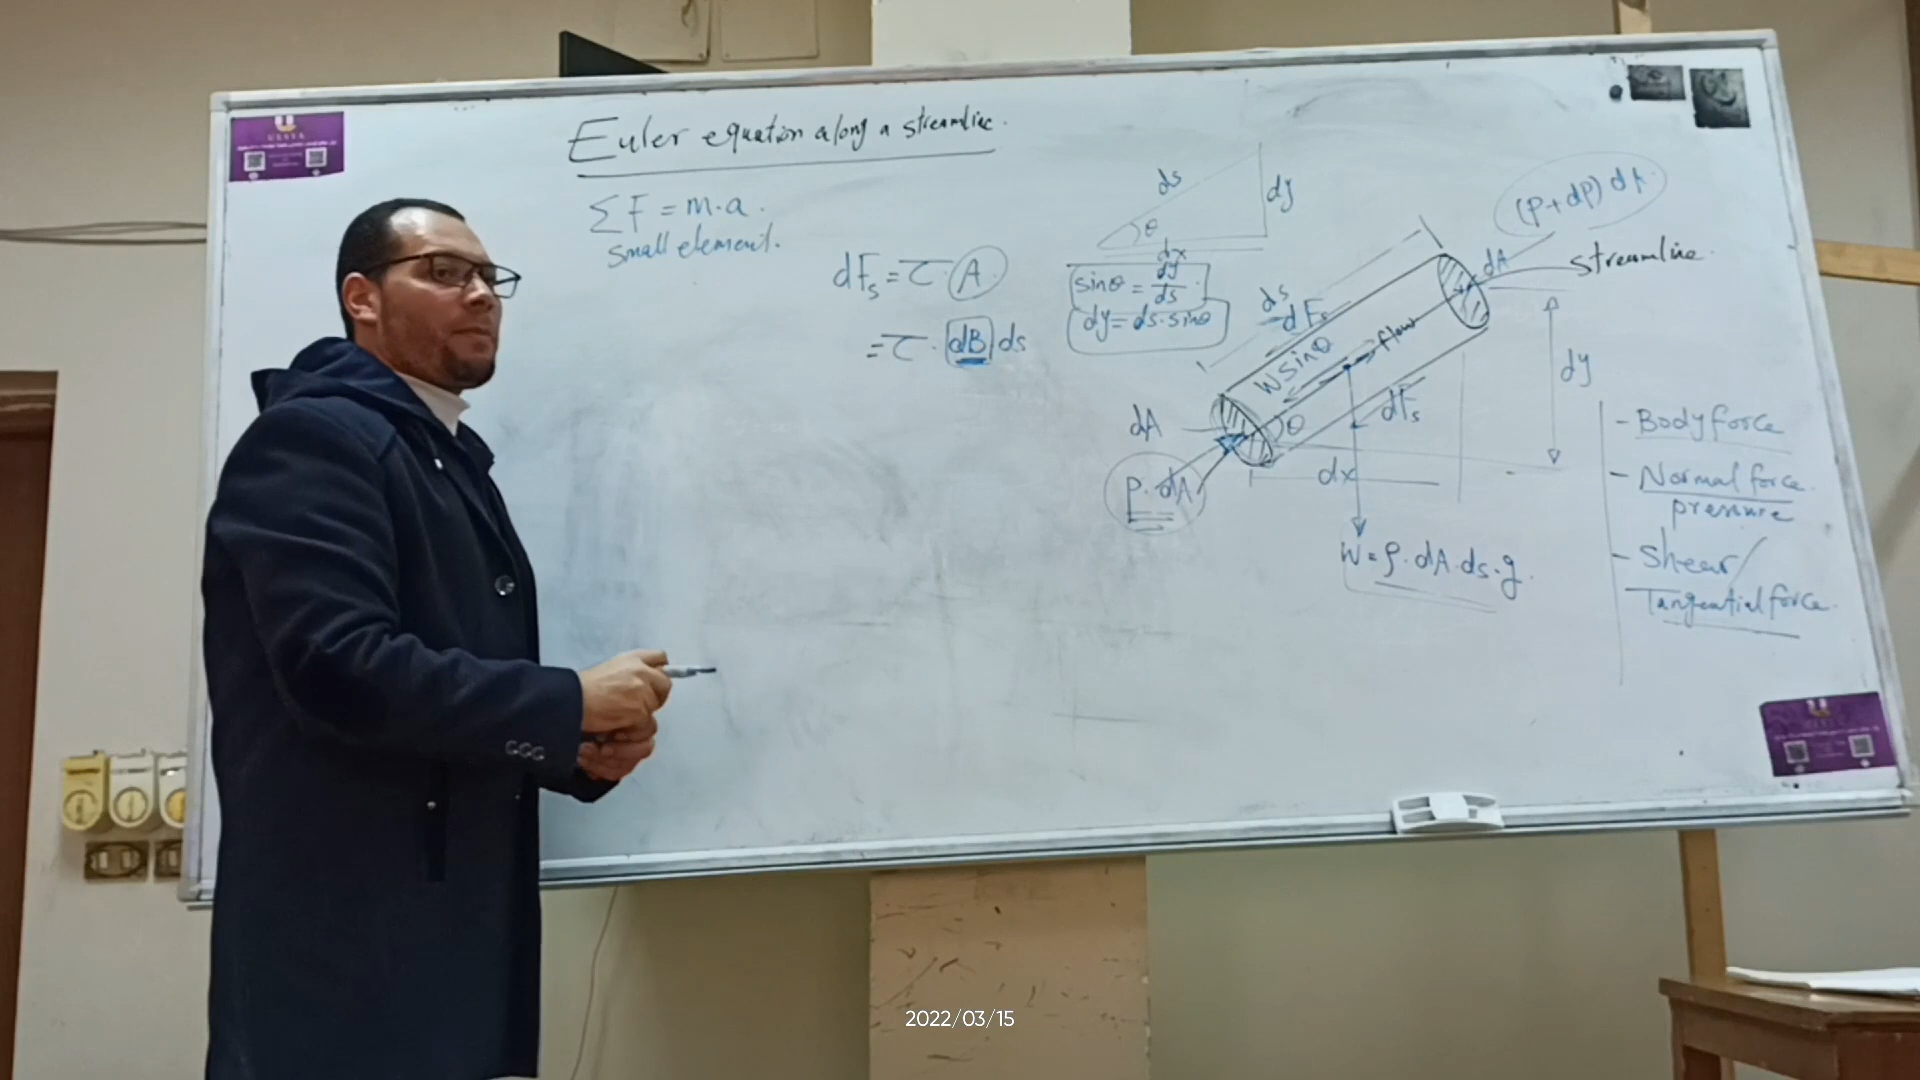 Euler equation along a streamline.
ΣF = m.a.
small element.
dFs = τ. A
= τ. dB ds
ds
dy
θ
dx
sinθ = dy/ds
dy = ds.sinθ
(P+dP) dA
dA
streamline.
ds
dFs
W sinθ
flow
dFs
dA
θ
P. dA
dx
dy
W = ρ. dA. ds. g.
- Body force
- Normal force.
pressure
- Shear/
Tangential force.
2022/03/15